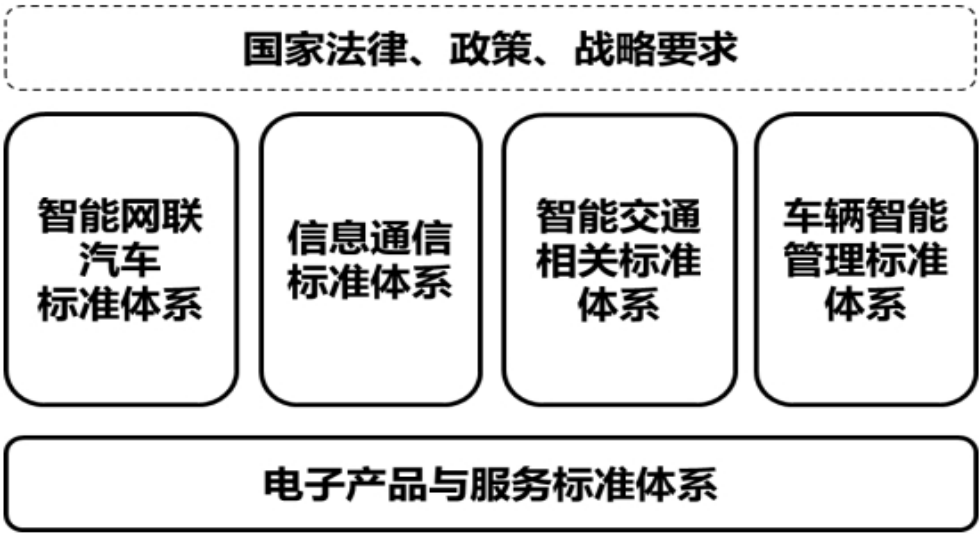 国家法律、政策、战略要求
智能网联
汽车
标准体系
信息通信
标准体系
智能交通
相关标准
体系
车辆智能
管理标准
体系
电子产品与服务标准体系